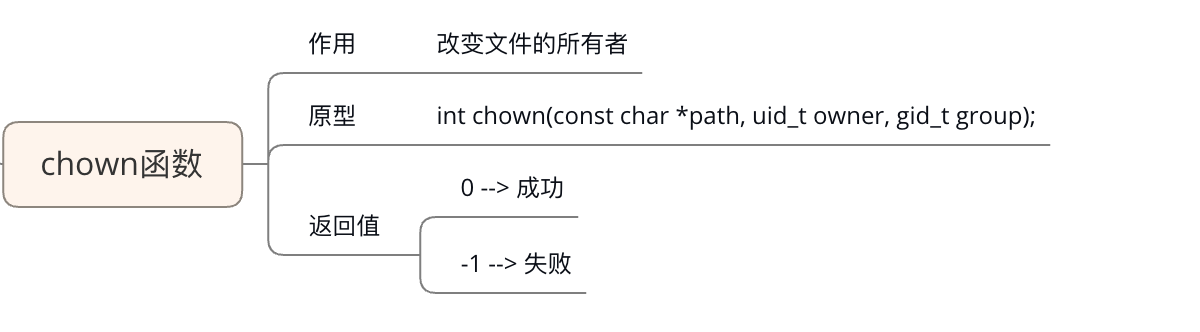 chown函数
作用 改变文件的所有者
原型 int chown(const char *path, uid_t owner, gid_t group);
返回值
0 --> 成功
-1 --> 失败